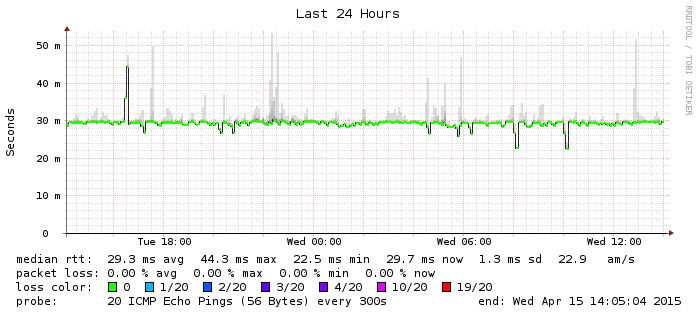 Last 24 Hours
RRDTOOL / TOBI OETIKER
Seconds
50 m
40 m
30 m
20 m
10 m
0
Tue 18:00 Wed 00:00 Wed 06:00 Wed 12:00
median rtt: 29.3 ms avg 44.3 ms max 22.5 ms min 29.7 ms now 1.3 ms sd 22.9 am/s
packet loss: 0.00 % avg 0.00 % max 0.00 % min 0.00 % now
loss color: 0 1/20 2/20 3/20 4/20 10/20 19/20
probe: 20 ICMP Echo Pings (56 Bytes) every 300s end: Wed Apr 15 14:05:04 2015